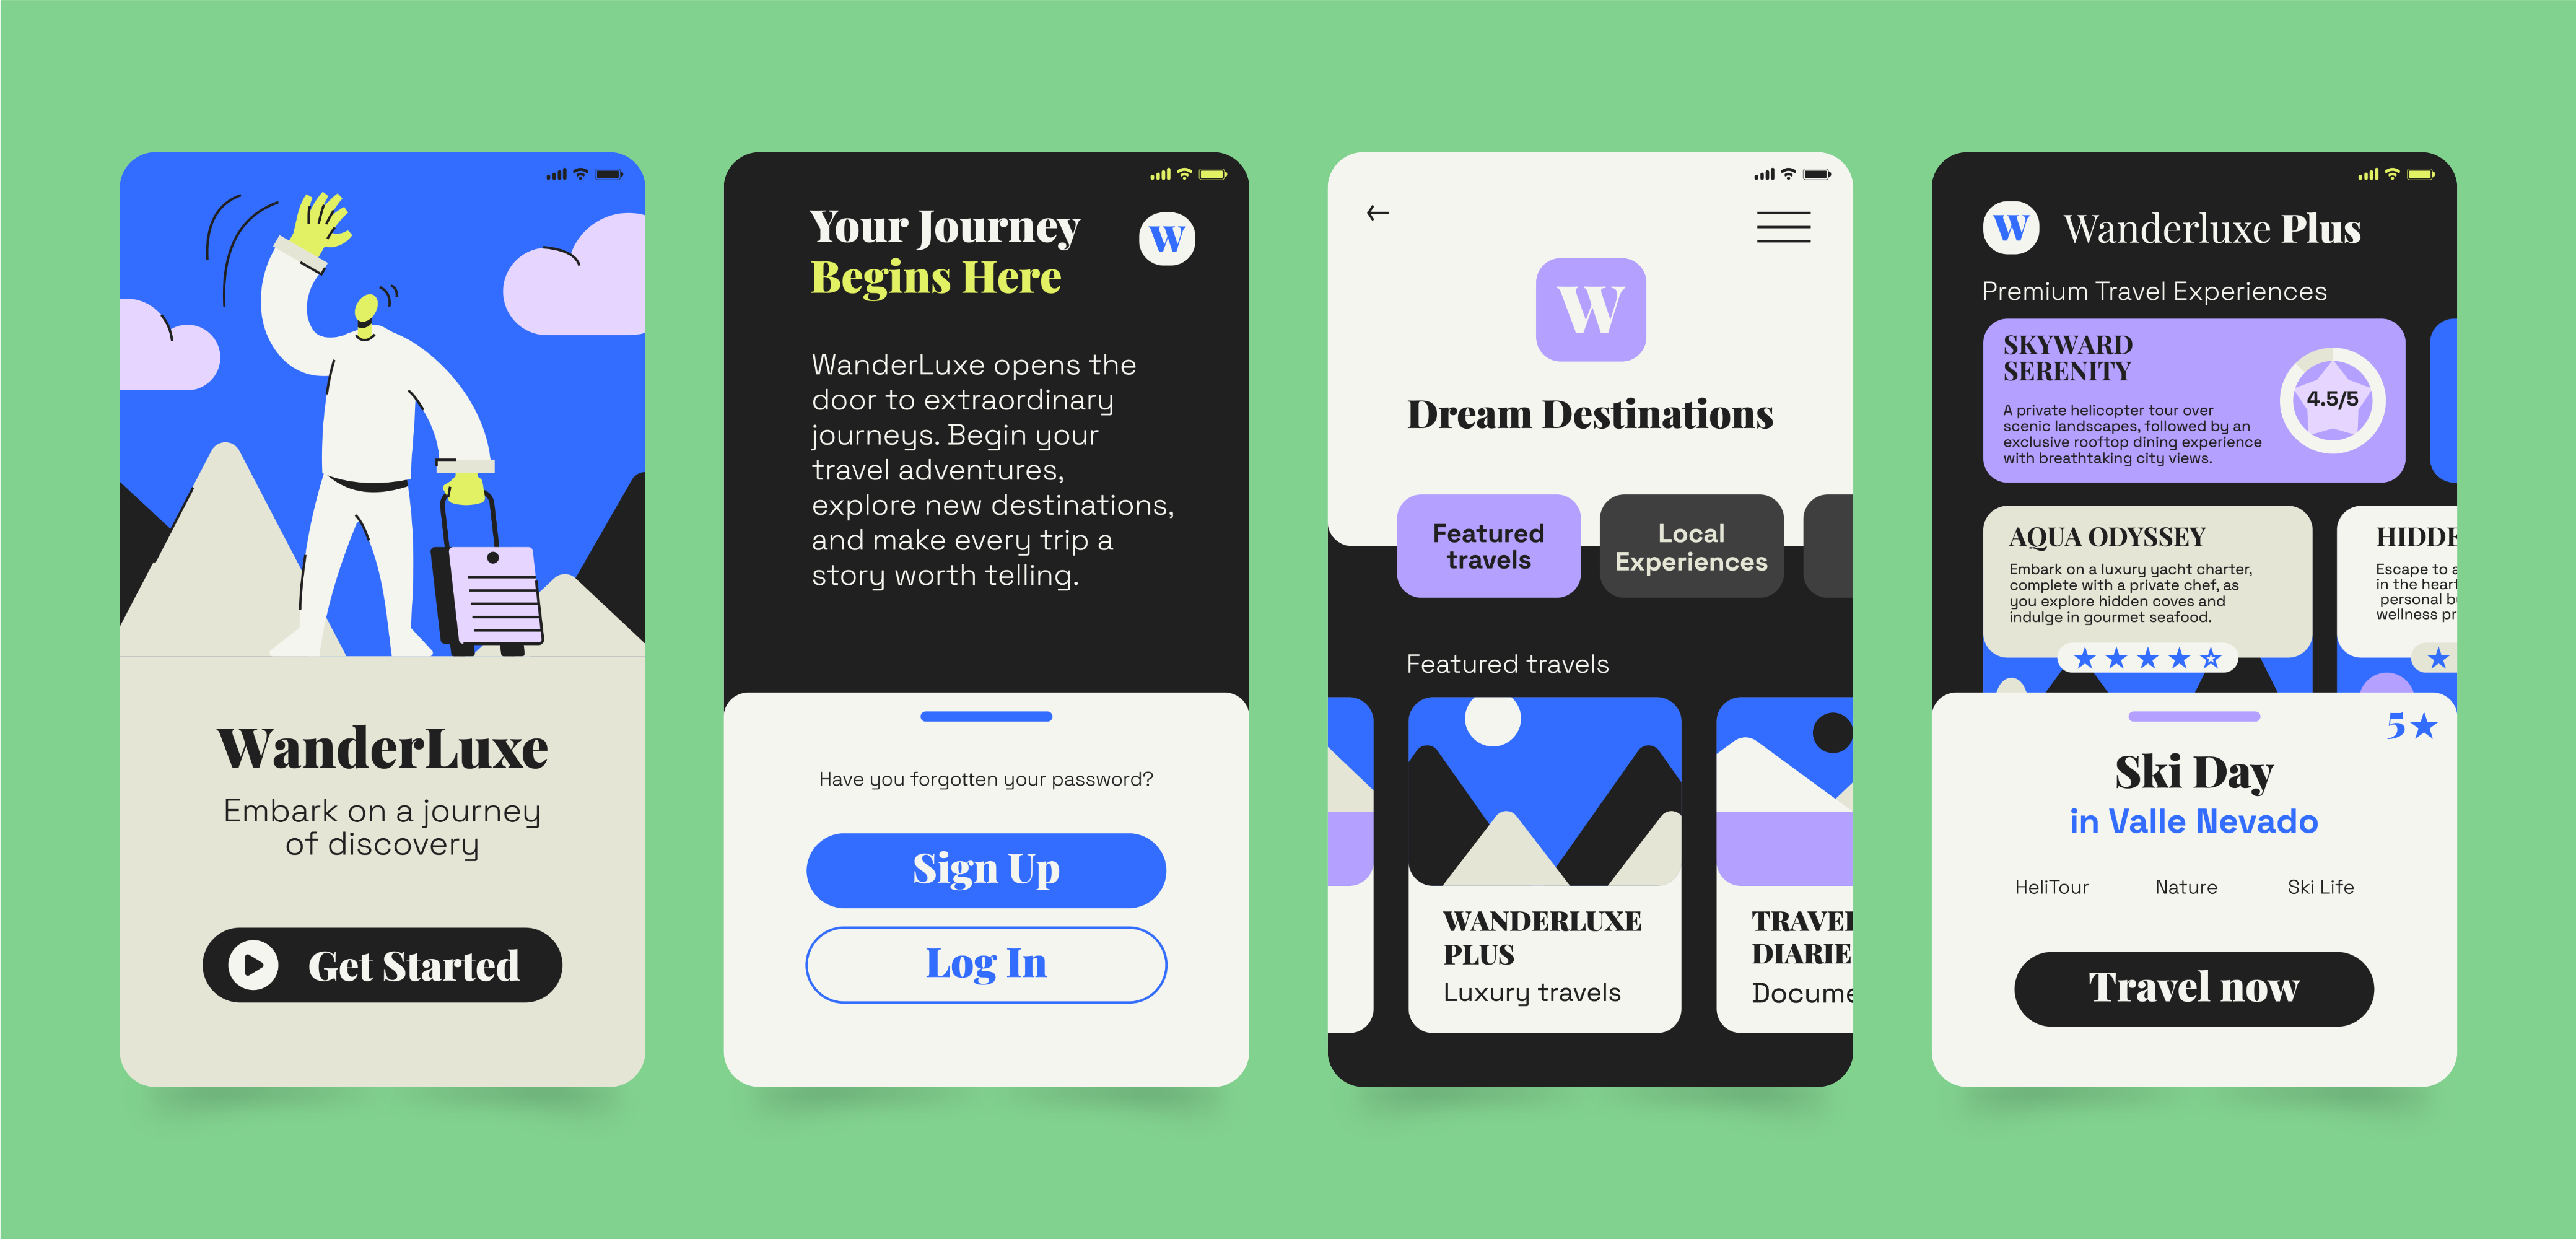 WanderLuxe
Embark on a journey
of discovery
Get Started
Your Journey
Begins Here
W
WanderLuxe opens the
door to extraordinary
journeys. Begin your
travel adventures,
explore new destinations,
and make every trip a
story worth telling.
Have you forgotten your password?
Sign Up
Log In
W
Dream Destinations
Featured
travels
Local
Experiences
Featured travels
WANDERLUXE
PLUS
Luxury travels
TRAVEL
DIARIE
Docume
W
Wanderluxe Plus
Premium Travel Experiences
SKYWARD
SERENITY
A private helicopter tour over
scenic landscapes, followed by an
exclusive rooftop dining experience
with breathtaking city views.
4.5/5
AQUA ODYSSEY
Embark on a luxury yacht charter,
complete with a private chef, as
you explore hidden coves and
indulge in gourmet seafood.
HIDDE
Escape to a
in the heart
personal b
wellness pr
5
Ski Day
in Valle Nevado
HeliTour
Nature
Ski Life
Travel now